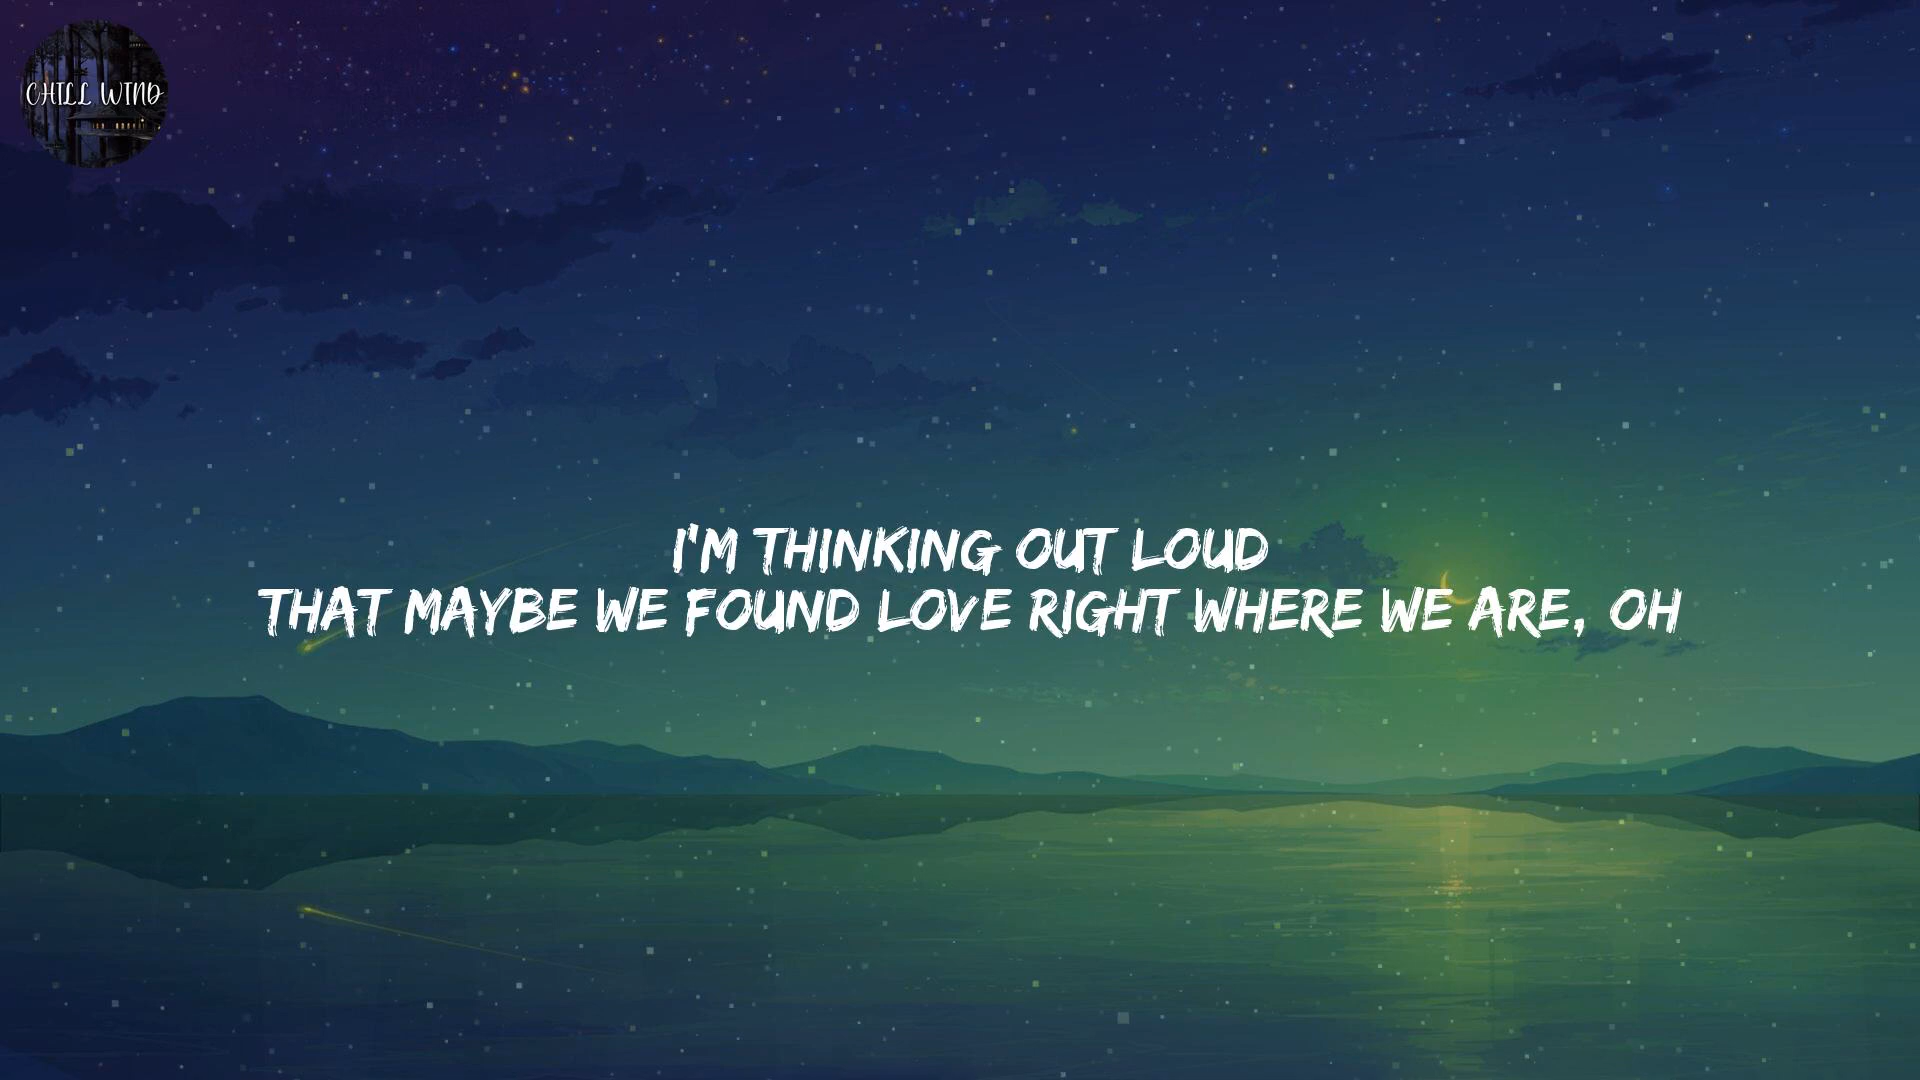 CHILL WIND
I'M THINKING OUT LOUD
THAT MAYBE WE FOUND LOVE RIGHT WHERE WE ARE, OH